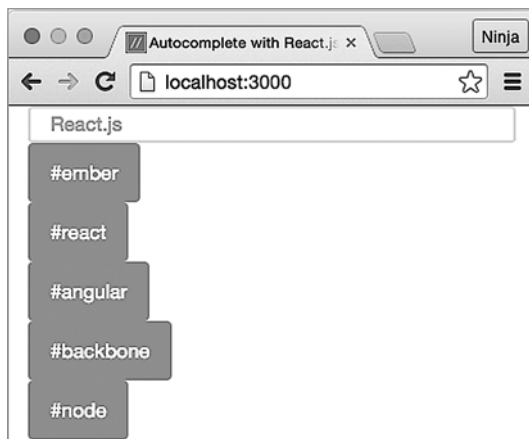 Autocomplete with React.js
Ninja
localhost:3000
React.js
#ember
#react
#angular
#backbone
#node